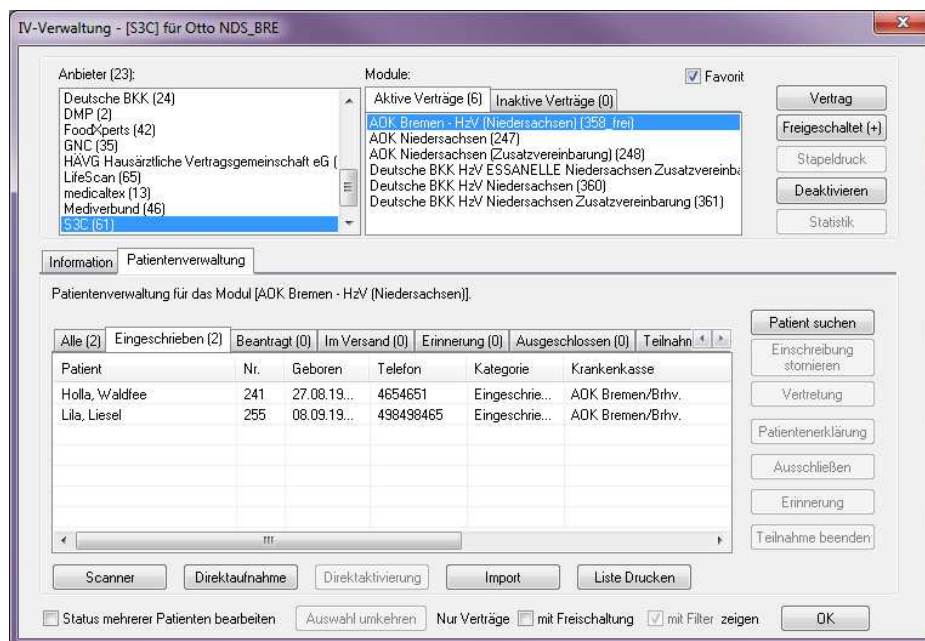 IV-Verwaltung - [S3C] für Otto NDS_BRE
x
Anbieter (23):
Module:
Favorit
Deutsche BKK (24)
DMP (2)
FoodXperts (42)
GNC (35)
HÄVG Hausärztliche Vertragsgemeinschaft eG (
LifeScan (65)
medicaltex (13)
Mediverbund (46)
S3C (61)
Aktive Verträge (6)
Inaktive Verträge (0)
AOK Bremen - HzV (Niedersachsen) (358_frei)
AOK Niedersachsen (247)
AOK Niedersachsen (Zusatzvereinbarung) (248)
Deutsche BKK HzV ESSANELLE Niedersachsen Zusatzvereinba
Deutsche BKK HzV Niedersachsen (360)
Deutsche BKK HzV Niedersachsen Zusatzvereinbarung (361)
Vertrag
Freigeschaltet (+)
Stapeldruck
Deaktivieren
Statistik
Information
Patientenverwaltung
Patientenverwaltung für das Modul [AOK Bremen - HzV (Niedersachsen)].
Alle (2) Eingeschrieben (2) Beantragt (0) Im Versand (0) Erinnerung (0) Ausgeschlossen (0) Teilnahn
Patient Nr. Geboren Telefon Kategorie Krankenkasse
Holla, Waldfee 241 27.08.19... 4654651 Eingeschrie... AOK Bremen/Brhv.
Lila, Liesel 255 08.09.19... 498498465 Eingeschrie... AOK Bremen/Brhv.
Patient suchen
Einschreibung
stornieren
Vertretung
Patientenerklärung
Ausschließen
Erinnerung
Teilnahme beenden
Scanner Direktaufnahme Direktaktivierung Import Liste Drucken
Status mehrerer Patienten bearbeiten Auswahl umkehren Nur Verträge mit Freischaltung mit Filter zeigen OK